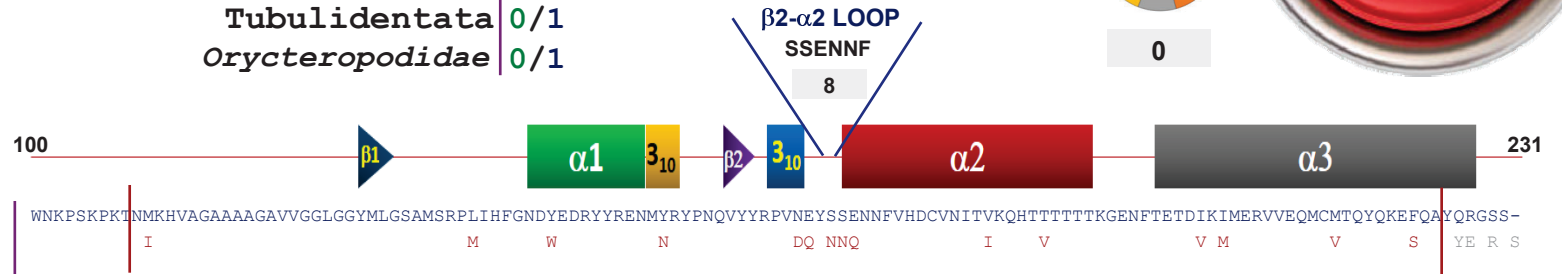 Tubulidentata 0/1
Orycteropodidae 0/1
β2-α2 LOOP
SSENNF
8
0
100
β1
α1
3₁₀
β2
3₁₀
α2
α3
231
WNKPSKPKTNMKHVAGAAAAGAVVGGLGGYMLGSAMSRPLIHFGNDYEDRYYRENMYRYPNQVYYRPVNEYSSENNFVHDCVNITVKQHTTTTTTKGENFTETDIKIMERVVEQMCMTQYQKEFQAYQRGSS-
I M W N DQ NNQ I V V M V S YE R S